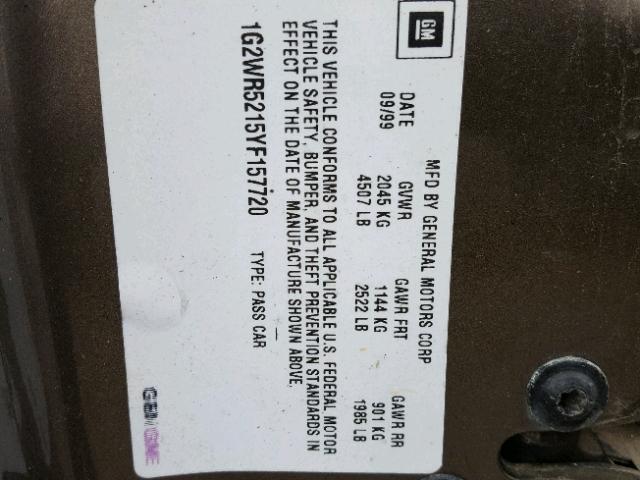 GM
MFD BY GENERAL MOTORS CORP
DATE GVWR GAWR FRT GAWR RR
09/99 2045 KG 1144 KG 901 KG
4507 LB 2522 LB 1985 LB
THIS VEHICLE CONFORMS TO ALL APPLICABLE U.S. FEDERAL MOTOR
VEHICLE SAFETY, BUMPER, AND THEFT PREVENTION STANDARDS IN
EFFECT ON THE DATE OF MANUFACTURE SHOWN ABOVE.
1G2WR5215YF157720 TYPE: PASS CAR